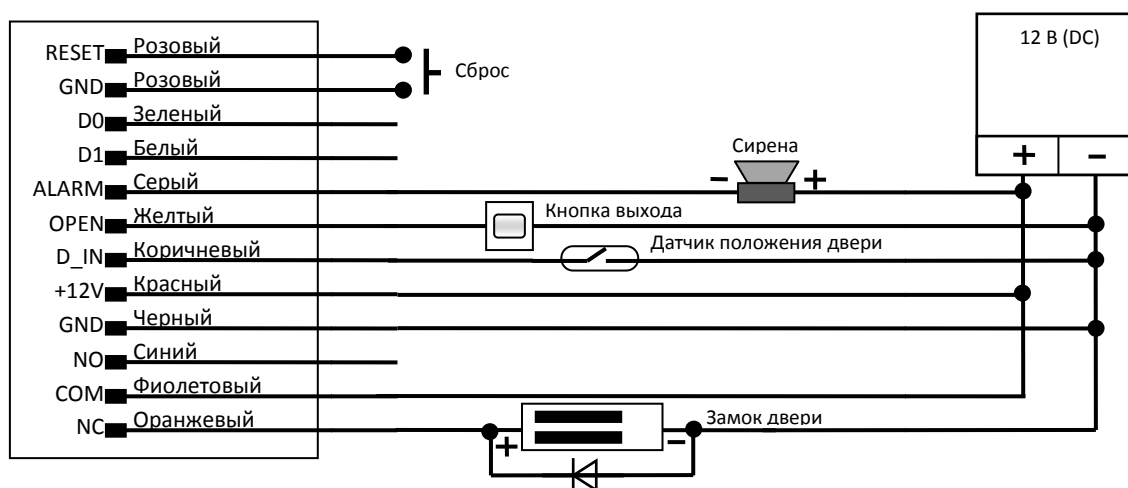 12 В (DC)
RESET Розовый
GND Розовый
Сброс
D0 Зеленый
D1 Белый
Сирена
+ −
ALARM Серый
− +
OPEN Желтый
Кнопка выхода
D_IN Коричневый
Датчик положения двери
+12V Красный
GND Черный
NO Синий
COM Фиолетовый
NC Оранжевый
Замок двери
+ −